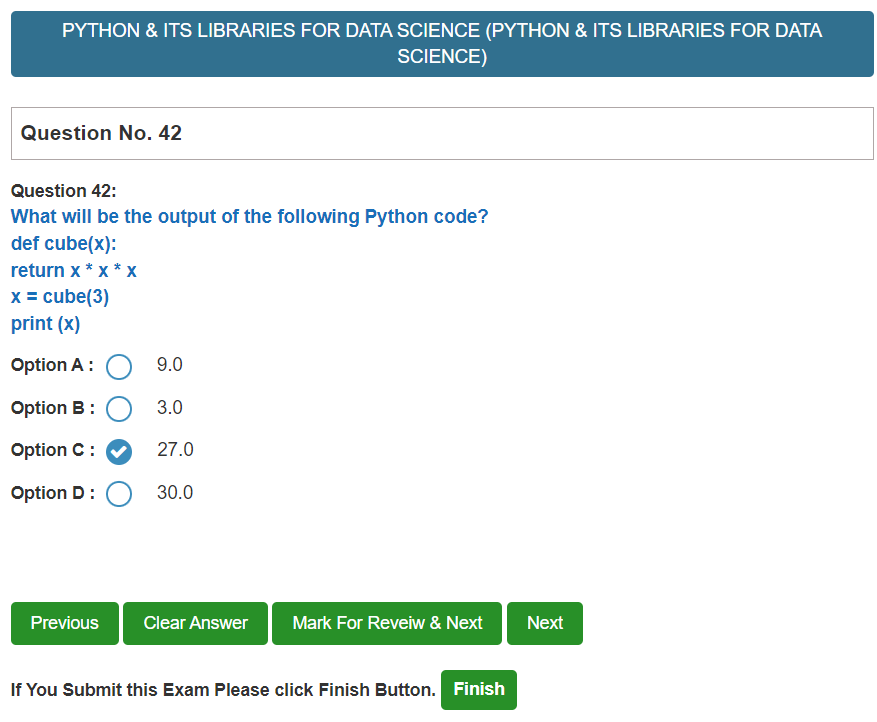 PYTHON & ITS LIBRARIES FOR DATA SCIENCE (PYTHON & ITS LIBRARIES FOR DATA
SCIENCE)
Question No. 42
Question 42:
What will be the output of the following Python code?
def cube(x):
return x * x * x
x = cube(3)
print (x)
Option A : 9.0
Option B : 3.0
Option C : 27.0
Option D : 30.0
Previous Clear Answer Mark For Reveiw & Next Next
If You Submit this Exam Please click Finish Button. Finish